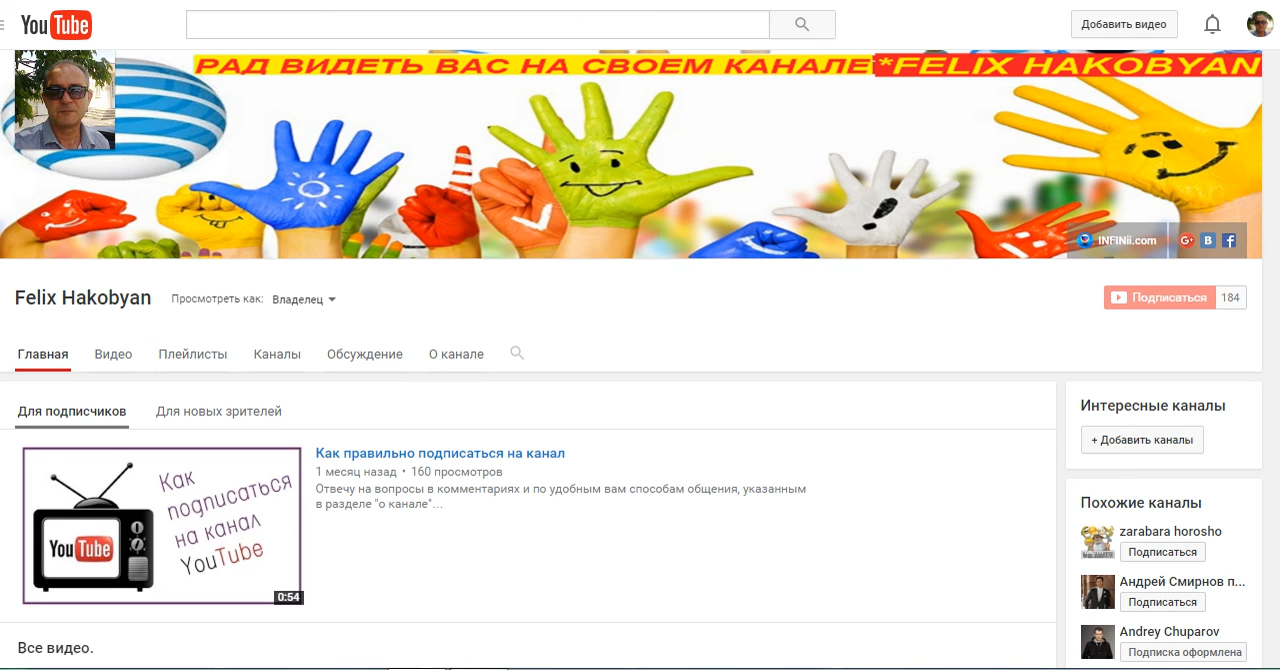 YouTube
Добавить видео
РАД ВИДЕТЬ ВАС НА СВОЕМ КАНАЛЕ "*FELIX HAKOBYAN
INFINii.com
G+ B f
Felix Hakobyan
Просмотреть как: Владелец
Подписаться 184
Главная Видео Плейлисты Каналы Обсуждение О канале
Для подписчиков Для новых зрителей
Как
подписаться
на канал
YouTube
YouTube
0:54
Как правильно подписаться на канал
1 месяц назад • 160 просмотров
Отвечу на вопросы в комментариях и по удобным вам способам общения, указанным
в разделе "о канале"...
Все видео.
Интересные каналы
+ Добавить каналы
Похожие каналы
zarabara horosho
Подписаться
Андрей Смирнов п...
Подписаться
Andrey Chuparov
Подписка оформлена